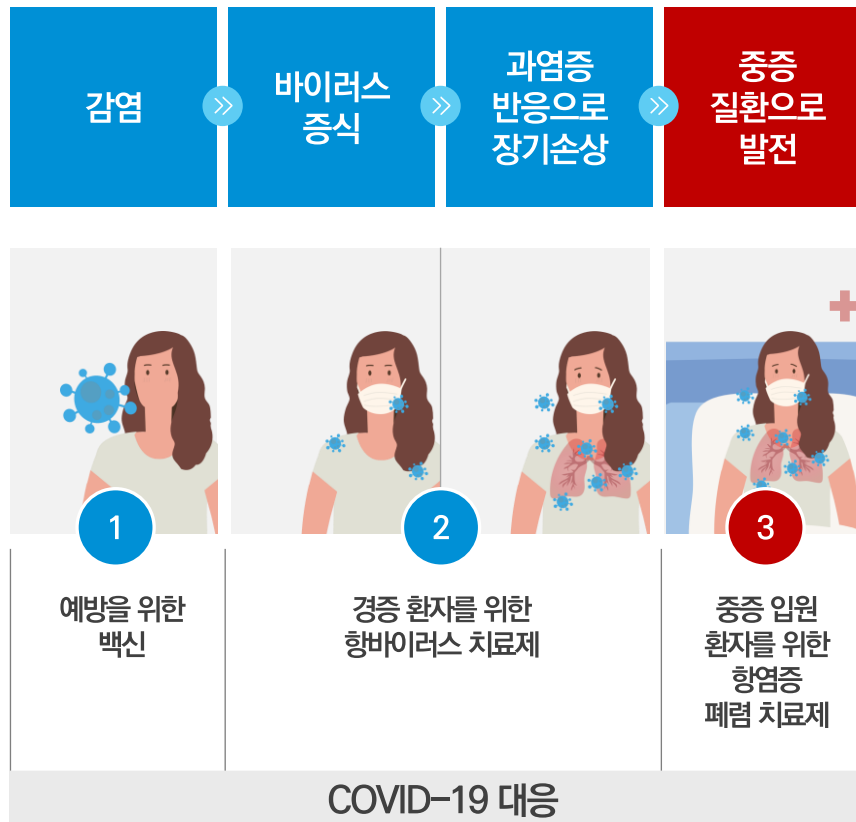 감염
바이러스
증식
과염증
반응으로
장기손상
중증
질환으로
발전
1
예방을 위한
백신
2
경증 환자를 위한
항바이러스 치료제
3
중증 입원
환자를 위한
항염증
폐렴 치료제
COVID-19 대응